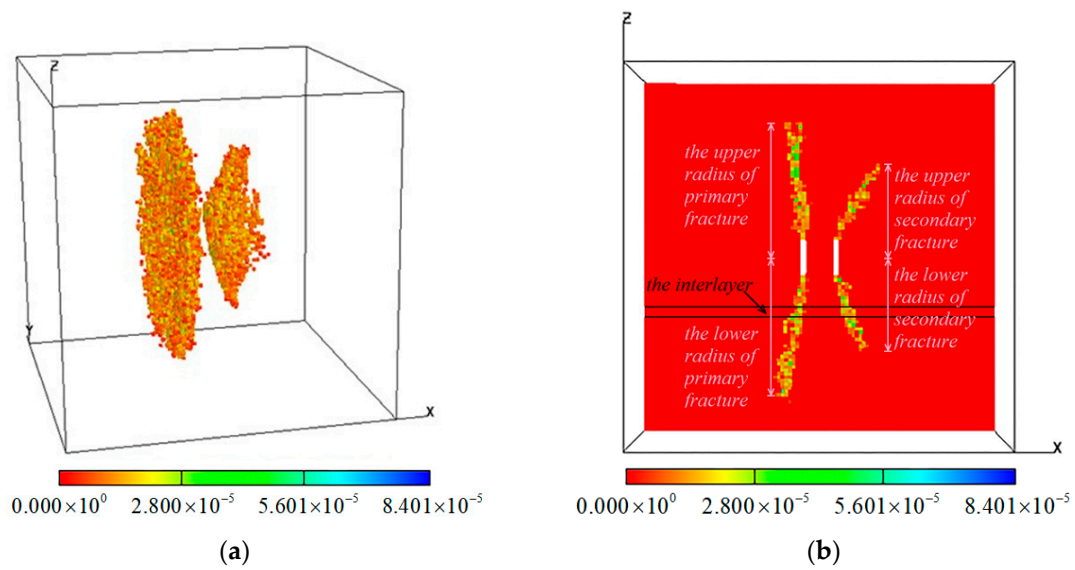 Z
Y
X
0.000×10⁰ 2.800×10⁻⁵ 5.601×10⁻⁵ 8.401×10⁻⁵
(a)
Z
the upper
radius of
primary
fracture
the upper
radius of
secondary
fracture
the interlayer
the lower
radius of
secondary
fracture
the lower
radius of
primary
fracture
X
0.000×10⁰ 2.800×10⁻⁵ 5.601×10⁻⁵ 8.401×10⁻⁵
(b)